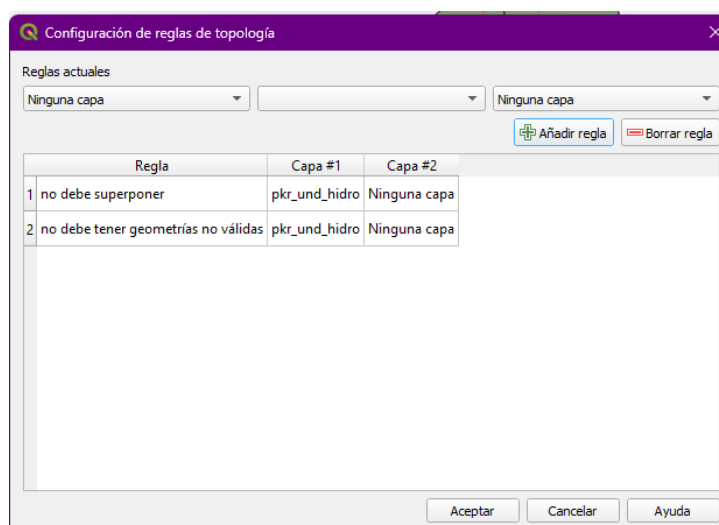 Configuración de reglas de topología
Reglas actuales
Ninguna capa Ninguna capa
Añadir regla Borrar regla
Regla Capa #1 Capa #2
1 no debe superponer pkr_und_hidro Ninguna capa
2 no debe tener geometrías no válidas pkr_und_hidro Ninguna capa
Aceptar Cancelar Ayuda